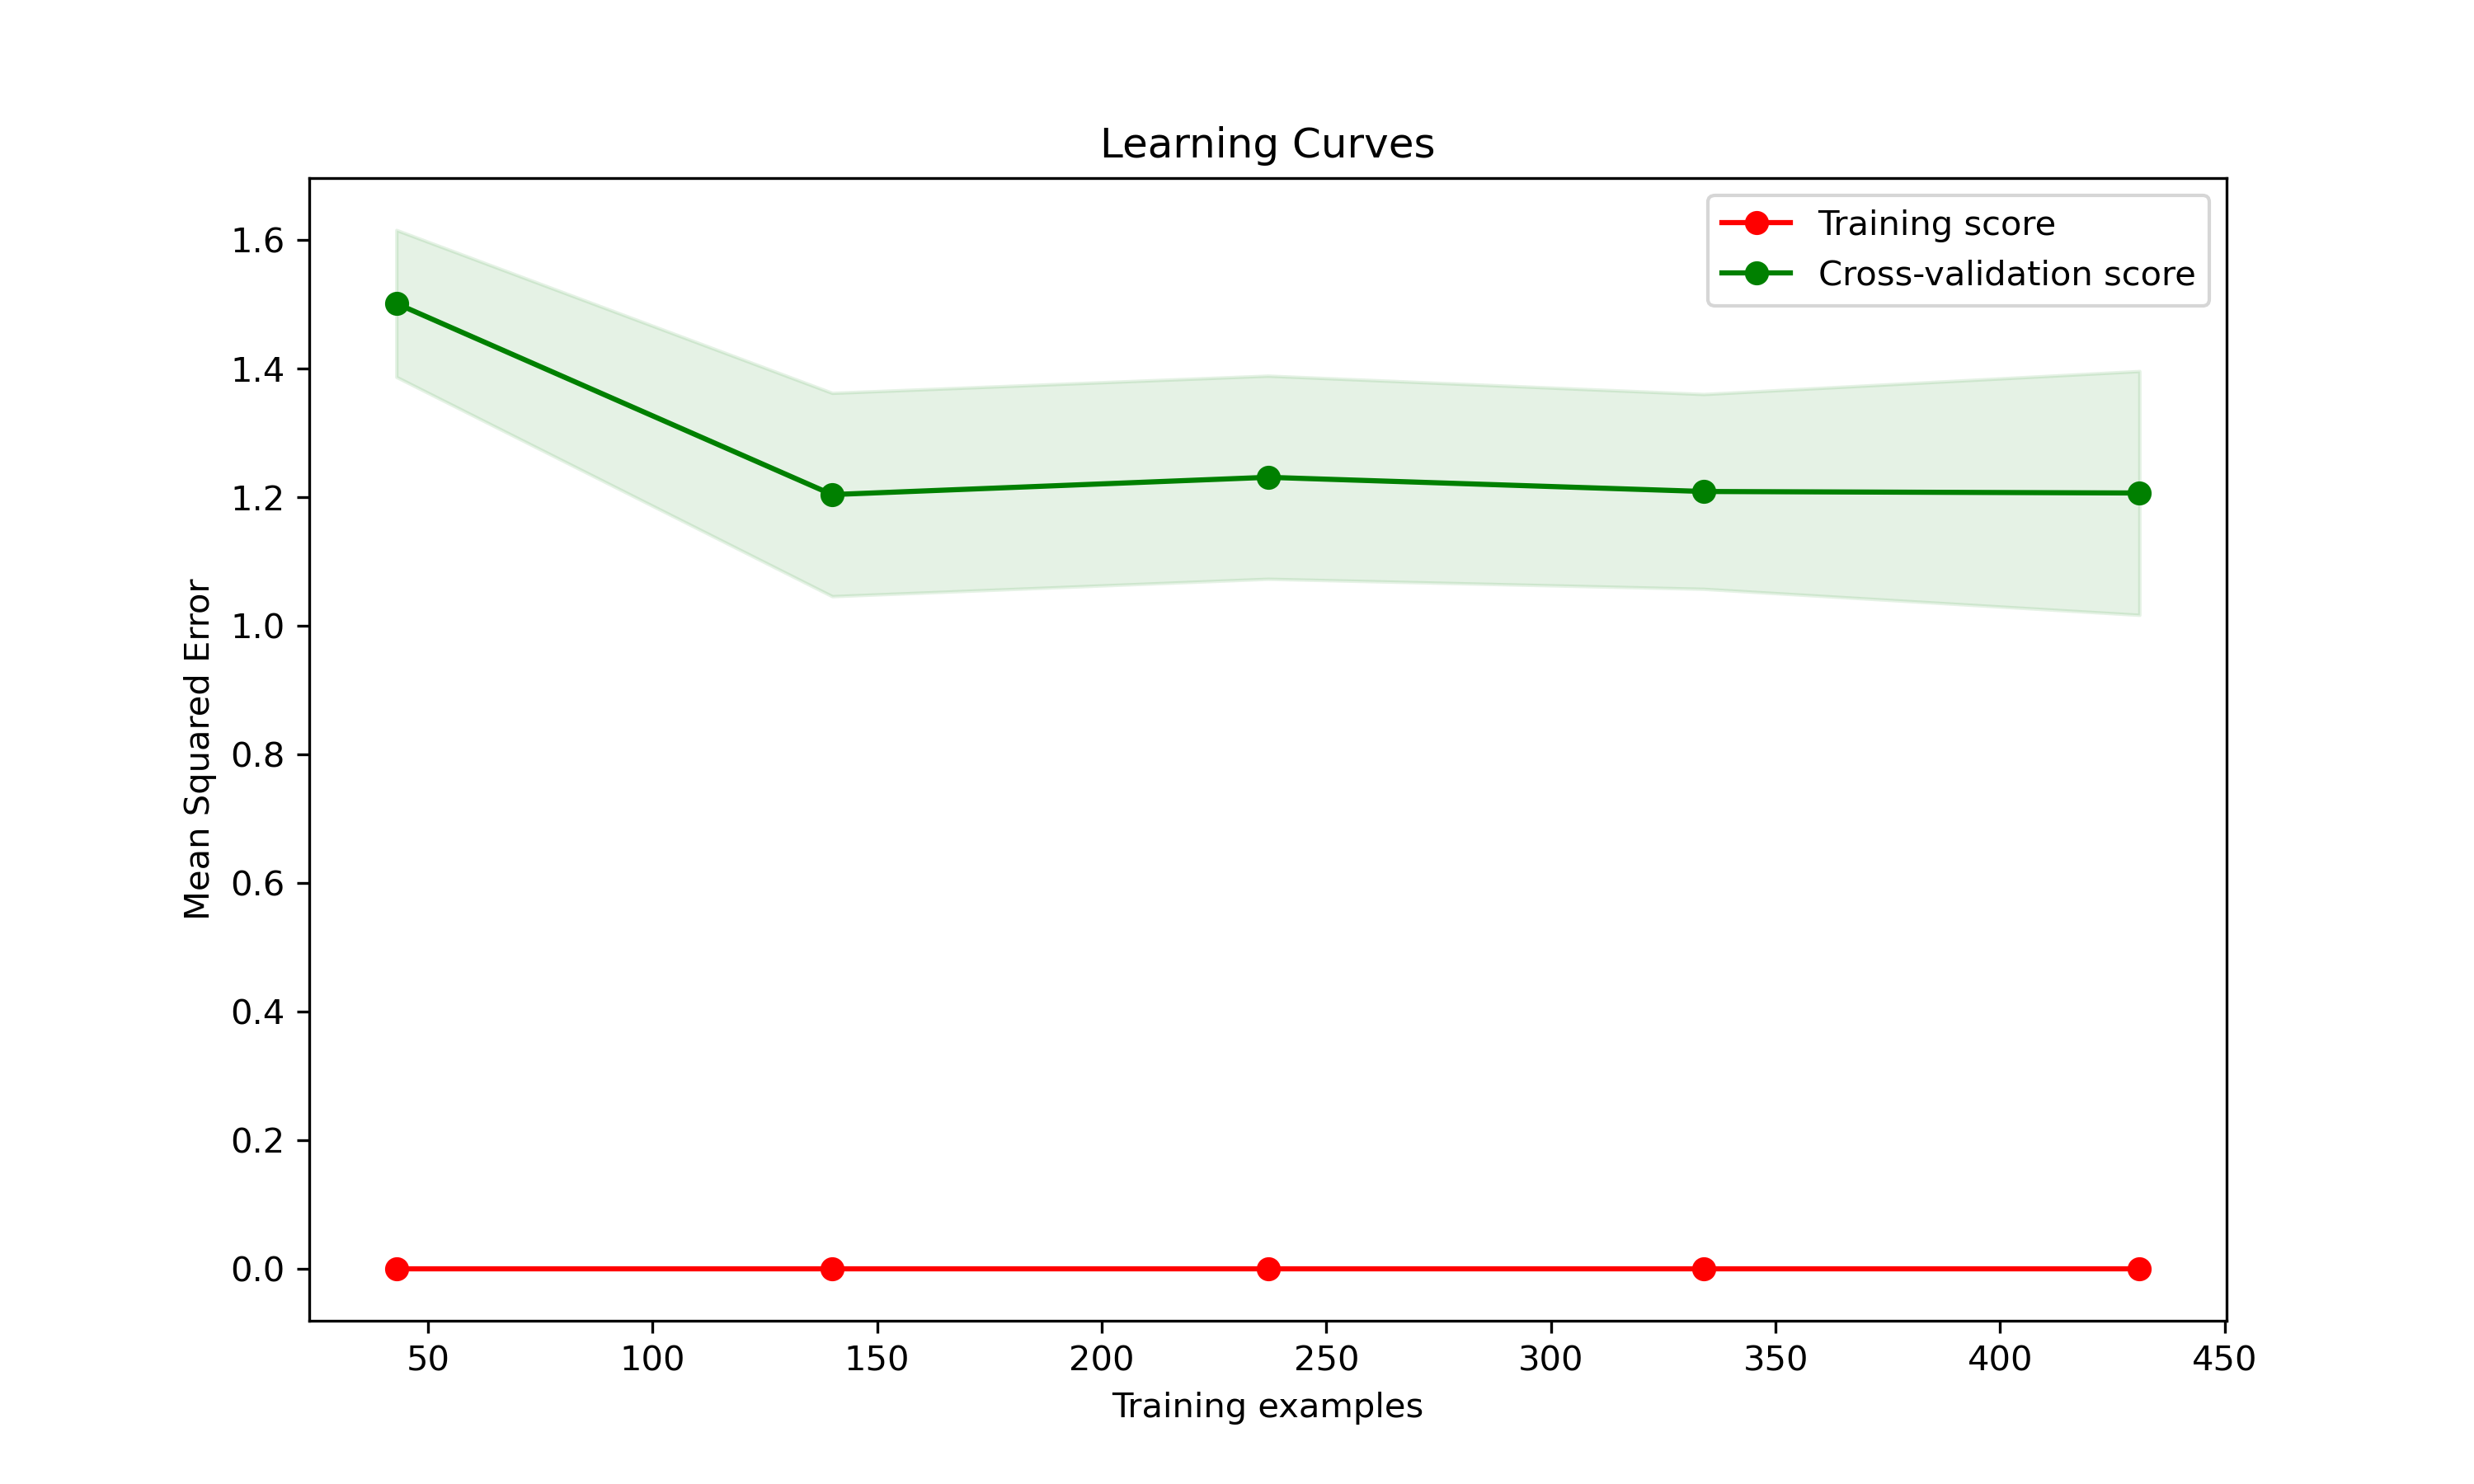 Learning Curves
Training score
Cross-validation score
1.6
1.4
1.2
1.0
0.8
0.6
0.4
0.2
0.0
Mean Squared Error
50 100 150 200 250 300 350 400 450
Training examples